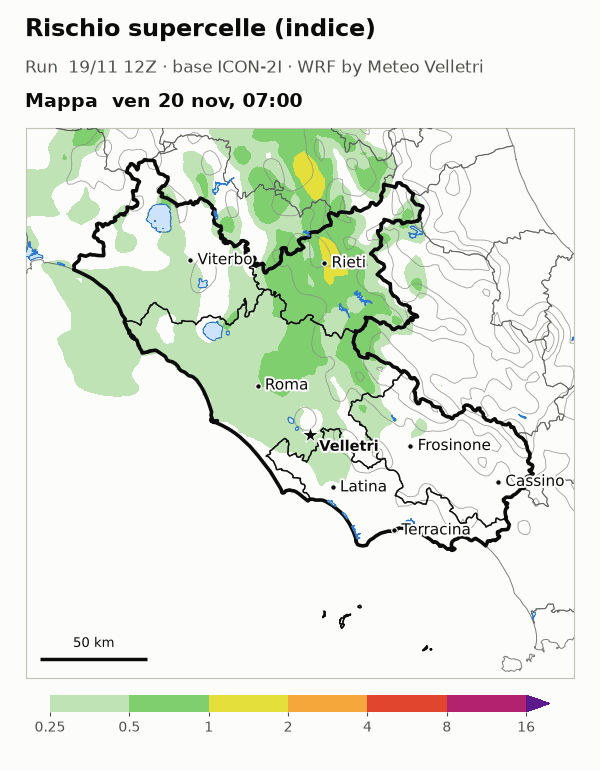 Rischio supercelle (indice)
Run  19/11 12Z · base ICON-2I · WRF by Meteo Velletri
Mappa  ven 20 nov, 07:00
Viterbo
Rieti
Roma
Velletri
Frosinone
Latina
Cassino
Terracina
50 km
0.25 0.5 1 2 4 8 16